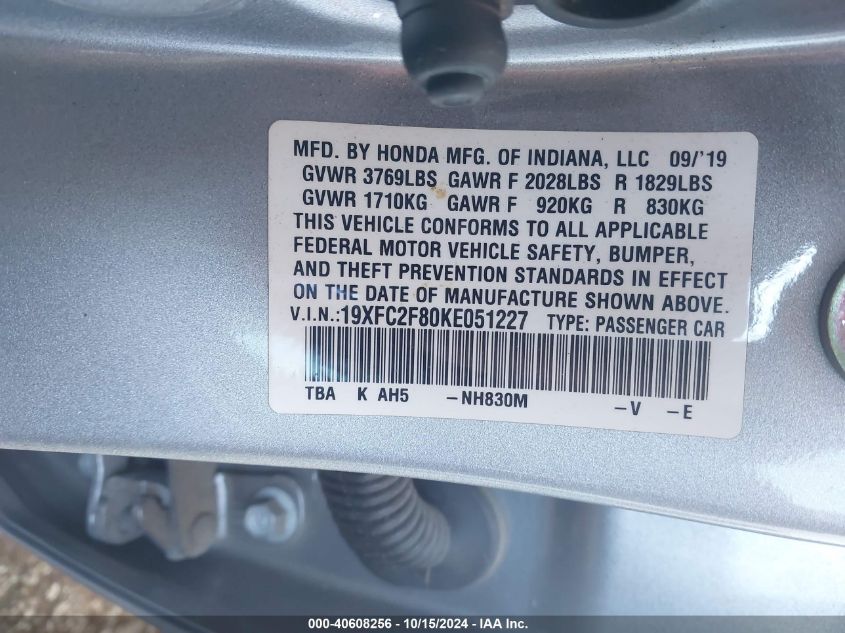 MFD. BY HONDA MFG. OF INDIANA, LLC 09/'19
GVWR 3769LBS GAWR F 2028LBS R 1829LBS
GVWR 1710KG GAWR F 920KG R 830KG
THIS VEHICLE CONFORMS TO ALL APPLICABLE
FEDERAL MOTOR VEHICLE SAFETY, BUMPER,
AND THEFT PREVENTION STANDARDS IN EFFECT
ON THE DATE OF MANUFACTURE SHOWN ABOVE.
V.I.N.:19XFC2F80KE051227 TYPE: PASSENGER CAR
TBA K AH5 -NH830M -V -E
000-40608256 - 10/15/2024 - IAA Inc.